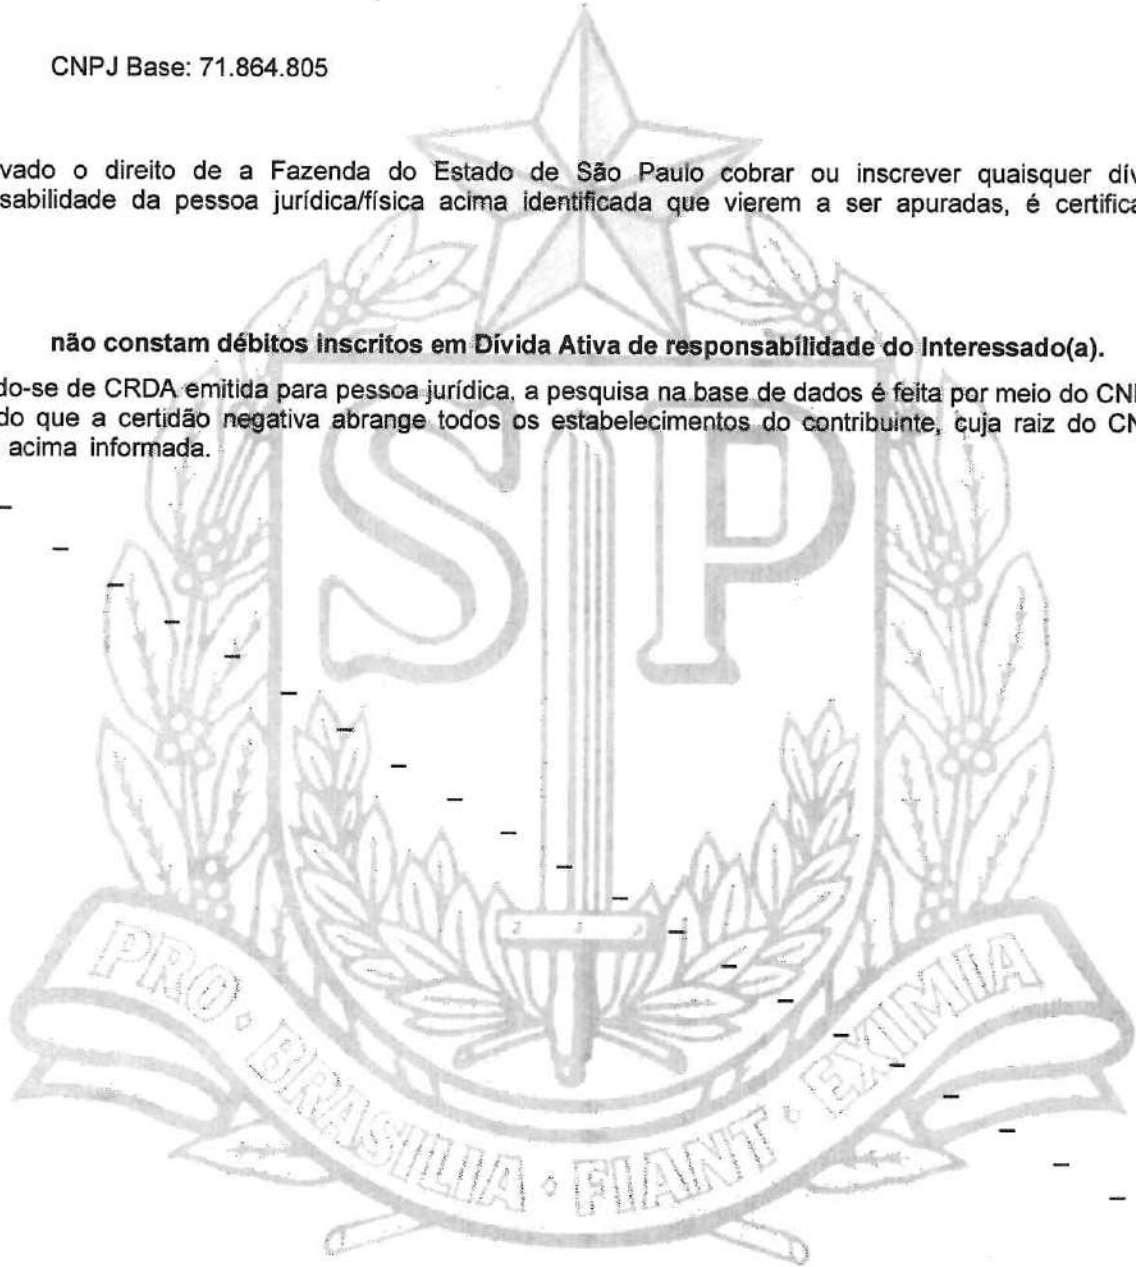 CNPJ Base: 71.864.805
vado o direito de a Fazenda do Estado de São Paulo cobrar ou inscrever quaisquer dív
sabilidade da pessoa jurídica/física acima identificada que vierem a ser apuradas, é certifica
não constam débitos inscritos em Dívida Ativa de responsabilidade do Interessado(a).
do-se de CRDA emitida para pessoa jurídica, a pesquisa na base de dados é feita por meio do CN
do que a certidão negativa abrange todos os estabelecimentos do contribuinte, cuja raiz do CN
acima informada.
SP
PRO · BRASILIA · FIANT · EXIMIA